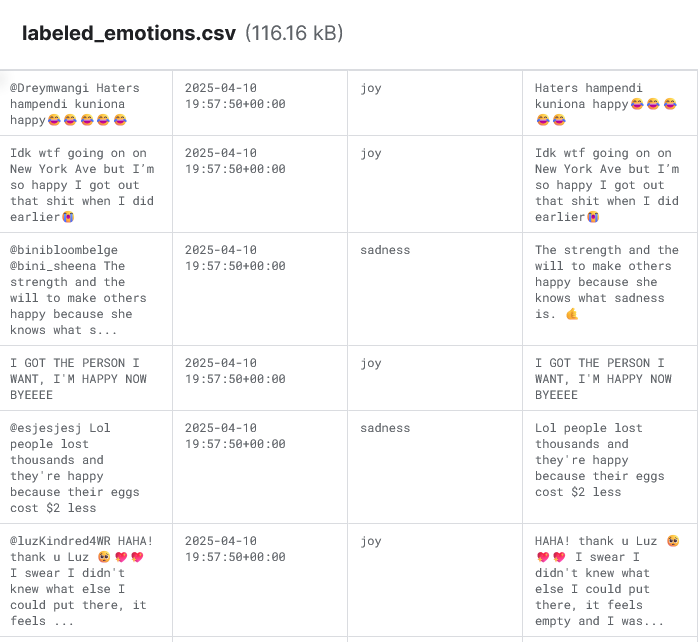 labeled_emotions.csv (116.16 kB)
@Dreymwangi Haters
hampendi kuniona
happy😂😂😂😂😂
2025-04-10
19:57:50+00:00
joy
Haters hampendi
kuniona happy😂😂😂
😂😂
Idk wtf going on on
New York Ave but I’m
so happy I got out
that shit when I did
earlier😭
2025-04-10
19:57:50+00:00
joy
Idk wtf going on on
New York Ave but I’m
so happy I got out
that shit when I did
earlier😭
@binibloombelge
@bini_sheena The
strength and the
will to make others
happy because she
knows what s...
2025-04-10
19:57:50+00:00
sadness
The strength and the
will to make others
happy because she
knows what sadness
is. 🤙
I GOT THE PERSON I
WANT, I'M HAPPY NOW
BYEEEE
2025-04-10
19:57:50+00:00
joy
I GOT THE PERSON I
WANT, I'M HAPPY NOW
BYEEEE
@esjesjesj Lol
people lost
thousands and
they're happy
because their eggs
cost $2 less
2025-04-10
19:57:50+00:00
sadness
Lol people lost
thousands and
they're happy
because their eggs
cost $2 less
@luzKindred4WR HAHA!
thank u Luz 🥹💖💖
I swear I didn't
knew what else I
could put there, it
feels ...
2025-04-10
19:57:50+00:00
joy
HAHA! thank u Luz 🥹
💖💖 I swear I
didn't knew what
else I could put
there, it feels
empty and I was...